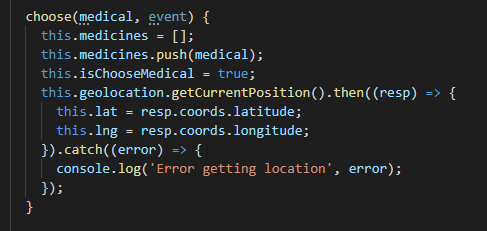 choose(medical, event) {
this.medicines = [];
this.medicines.push(medical);
this.isChooseMedical = true;
this.geolocation.getCurrentPosition().then((resp) => {
this.lat = resp.coords.latitude;
this.lng = resp.coords.longitude;
}).catch((error) => {
console.log('Error getting location', error);
});
}